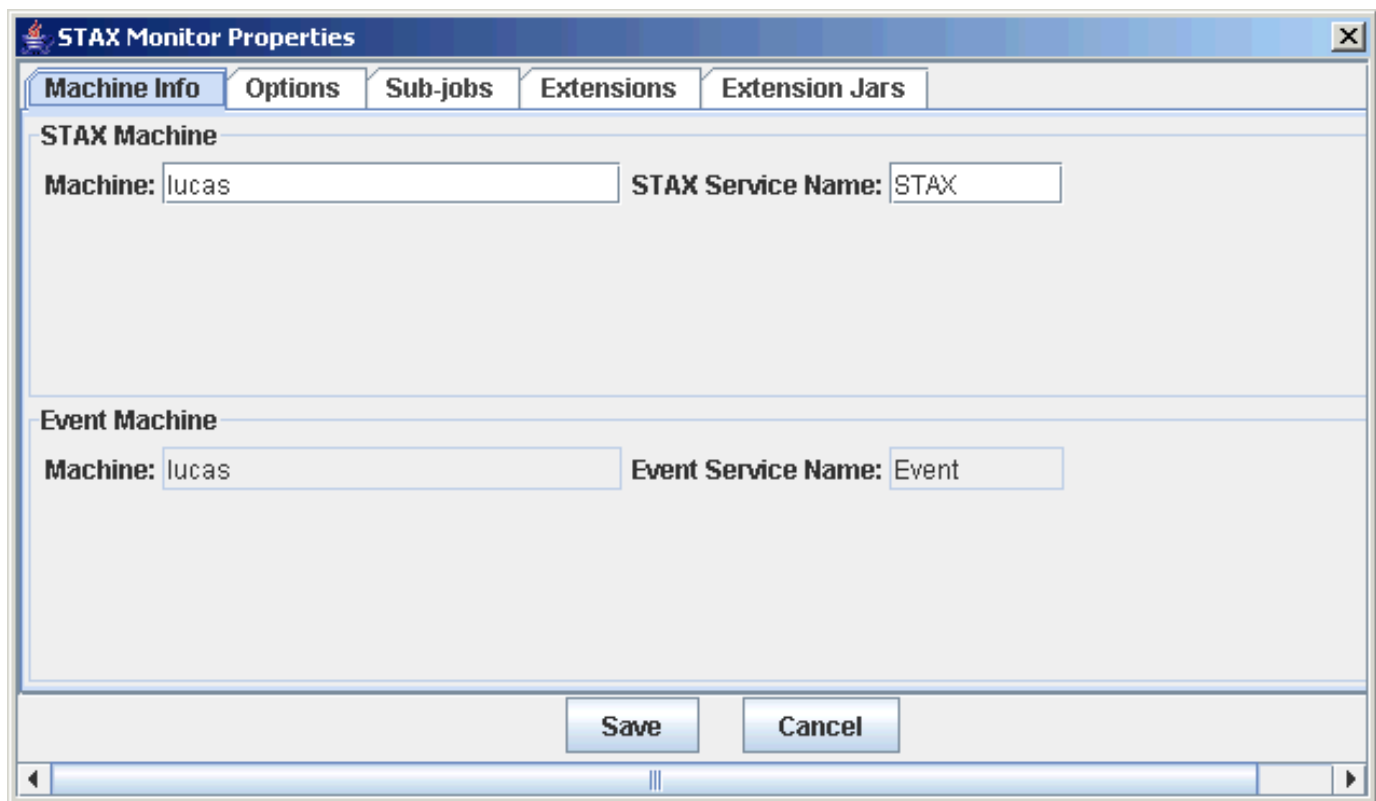 STAX Monitor Properties
Machine Info Options Sub-jobs Extensions Extension Jars
STAX Machine
Machine: lucas STAX Service Name: STAX
Event Machine
Machine: lucas Event Service Name: Event
Save Cancel